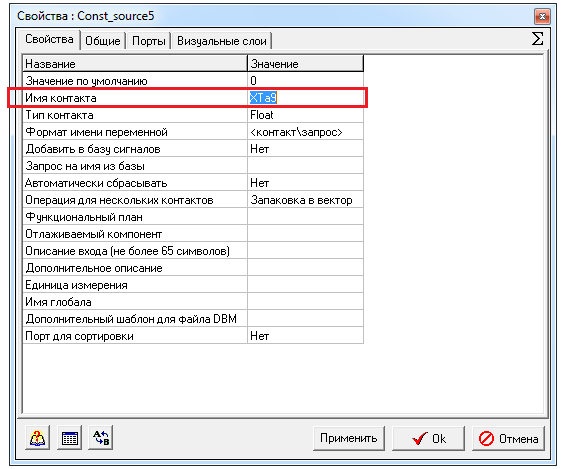 Свойства : Const_source5
Свойства Общие Порты Визуальные слои Σ
Название Значение
Значение по умолчанию 0
Имя контакта XTa9
Тип контакта Float
Формат имени переменной <контакт\запрос>
Добавить в базу сигналов Нет
Запрос на имя из базы
Автоматически сбрасывать Нет
Операция для нескольких контактов Запаковка в вектор
Функциональный план
Отлаживаемый компонент
Описание входа (не более 65 символов)
Дополнительное описание
Единица измерения
Имя глобала
Дополнительный шаблон для файла DBM
Порт для сортировки Нет
Применить Ok Отмена